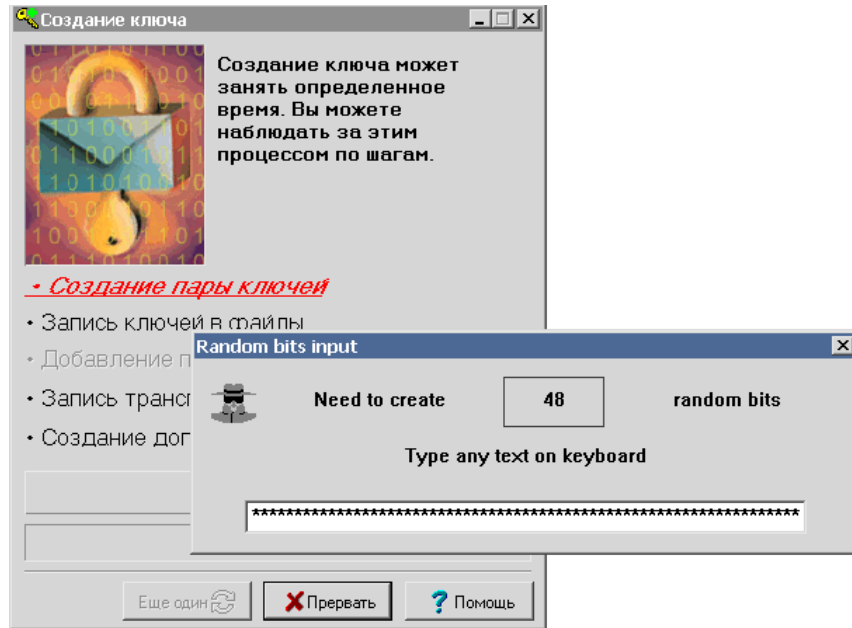 Создание ключа
Создание ключа может
занять определенное
время. Вы можете
наблюдать за этим
процессом по шагам.
• Создание пары ключей
• Запись ключей в файлы
• Добавление п
• Запись трансп
• Создание дог
Random bits input
Need to create 48 random bits
Type any text on keyboard
*****************************************************************
Еще один
Прервать
? Помощь